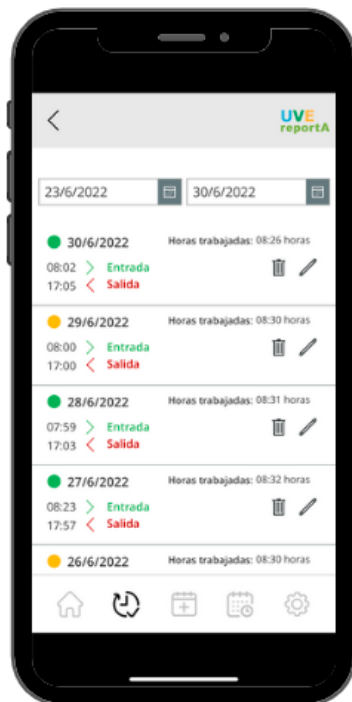 UVE
reportA
23/6/2022 30/6/2022
30/6/2022 Horas trabajadas: 08:26 horas
08:02 > Entrada
17:05 < Salida
29/6/2022 Horas trabajadas: 08:30 horas
08:00 > Entrada
17:00 < Salida
28/6/2022 Horas trabajadas: 08:31 horas
07:59 > Entrada
17:03 < Salida
27/6/2022 Horas trabajadas: 08:32 horas
08:23 > Entrada
17:57 < Salida
26/6/2022 Horas trabajadas: 08:30 horas